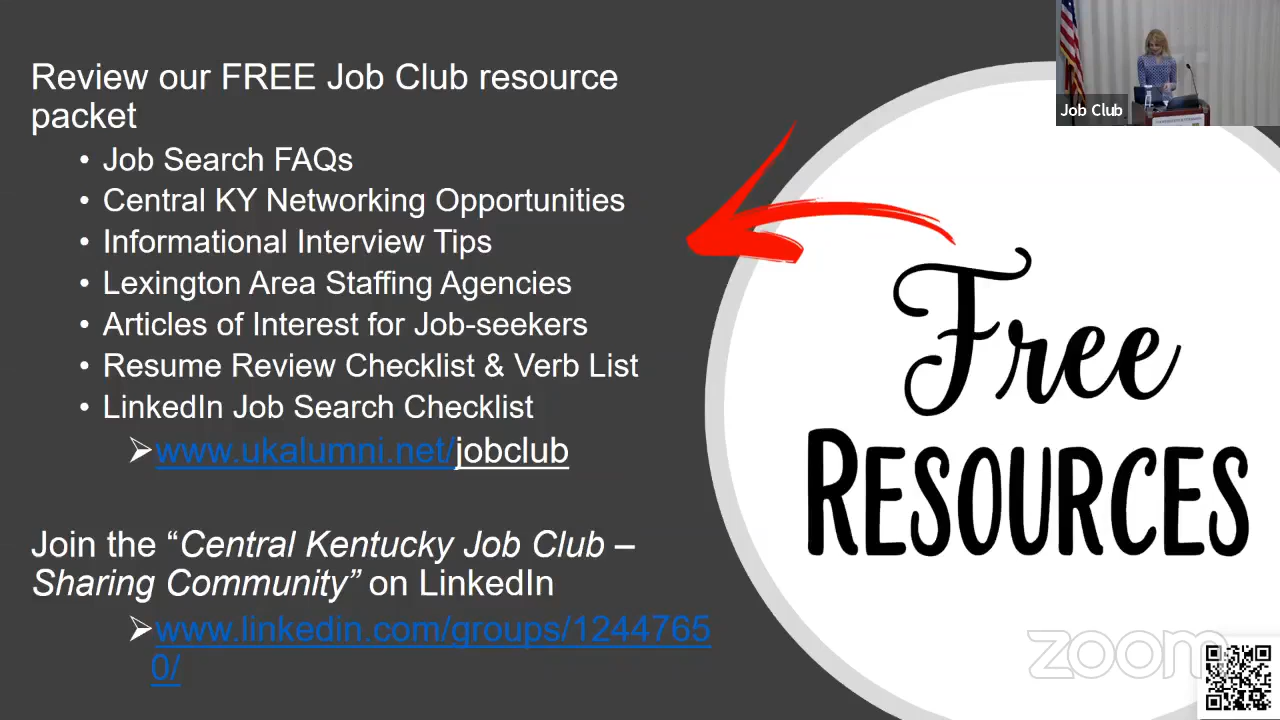 Review our FREE Job Club resource
packet
• Job Search FAQs
• Central KY Networking Opportunities
• Informational Interview Tips
• Lexington Area Staffing Agencies
• Articles of Interest for Job-seekers
• Resume Review Checklist & Verb List
• LinkedIn Job Search Checklist
➢www.ukalumni.net/jobclub
Join the “Central Kentucky Job Club –
Sharing Community” on LinkedIn
➢www.linkedin.com/groups/1244765
0/
Free
RESOURCES
Job Club
zoom